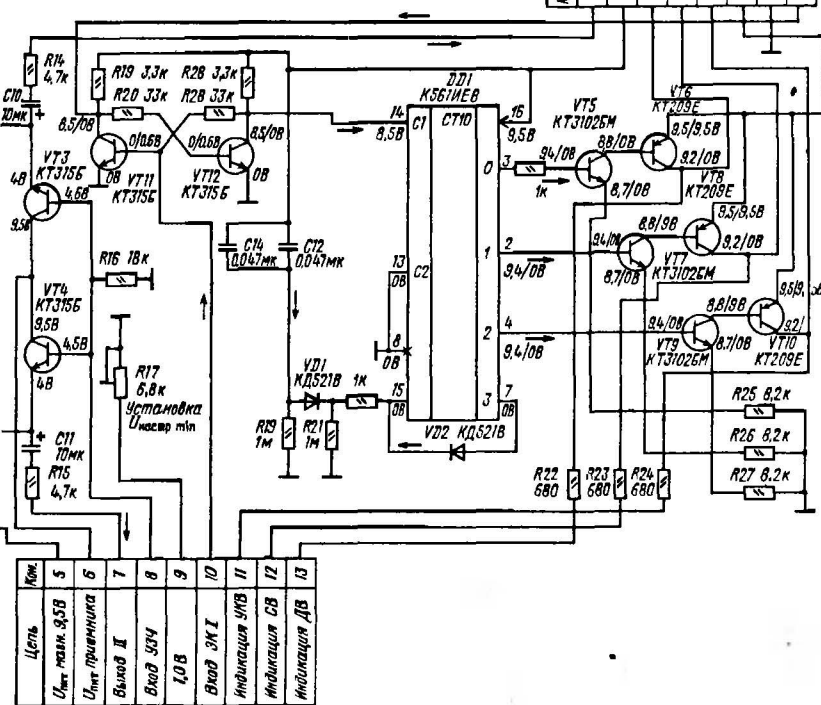 R14
4,7к
C10
10мк
R19 3,3к
R28 3,3к
R20 33к
R28 33к
8,5/0В
0/0,6В
0/0,6В
8,5/0В
VT11
КТ315Б
0В
VT12
КТ315Б
0В
VT3
КТ315Б
4В
4,6В
9,5В
R16 18к
VT4
КТ315Б
9,5В
4,5В
4В
R17
6,8к
Установка
Uнастр min
C11
10мк
R15
4,7к
C14
0,047мк
C12
0,047мк
VD1
КД521В
1к
R19
1м
R21
1м
DD1
К561ИЕ8
14
8,5В
C1
СТ10
16
9,5В
0
3
1
2
2
4
3
7
0В
13
0В
C2
8
0В
15
0В
VD2 КД521В
1к
9,4/0В
VT5
КТ3102БМ
8,8/0В
8,7/0В
VT6
КТ209Е
9,5/9,5В
9,2/0В
VT8
КТ209Е
9,5/9,5В
9,4/0В
8,8/9В
9,2/0В
9,4/0В
8,7/0В
VT7
КТ3102БМ
9,4/0В
8,8/9В
8,7/0В
VT9
КТ3102БМ
9,2/
VT10
КТ209Е
R25 8,2к
R26 8,2к
R27 8,2к
R22
680
R23
680
R24
680
Цепь Кон.
Uпит магн. 9,5В 5
Uпит приемника 6
Выход II 7
Вход УЗЧ 8
1,0В 9
Вход ЭК I 10
Индикация УКВ 11
Индикация СВ 12
Индикация ДВ 13